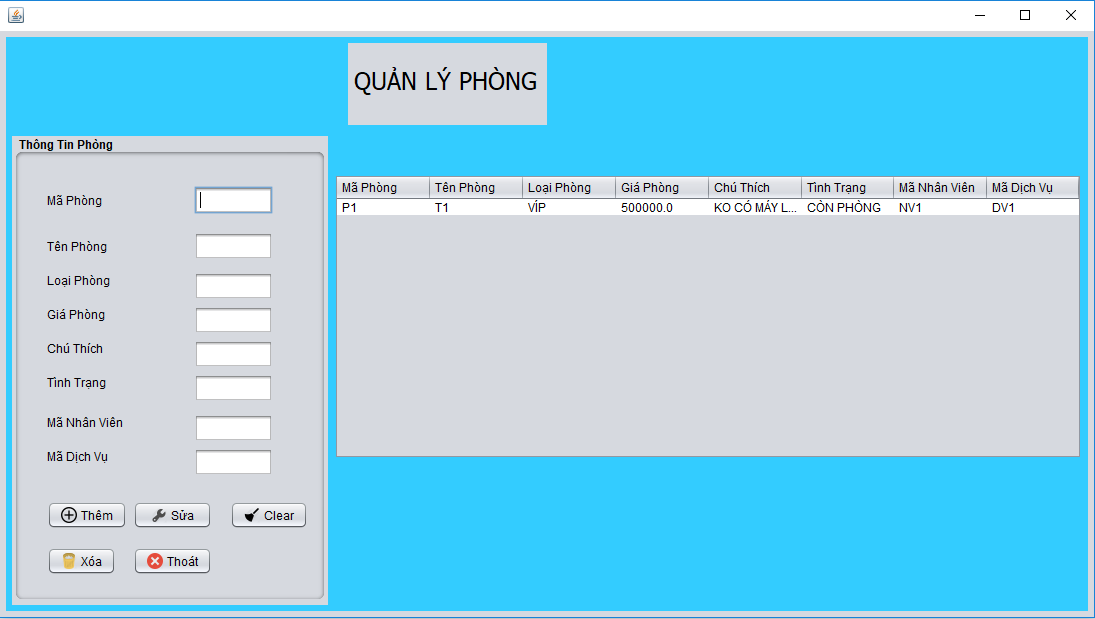 QUẢN LÝ PHÒNG
Thông Tin Phòng
Mã Phòng
Tên Phòng
Loại Phòng
Giá Phòng
Chú Thích
Tình Trạng
Mã Nhân Viên
Mã Dịch Vụ
Thêm Sửa Clear
Xóa Thoát
Mã Phòng Tên Phòng Loại Phòng Giá Phòng Chú Thích Tình Trạng Mã Nhân Viên Mã Dịch Vụ
P1 T1 VÍP 500000.0 KO CÓ MÁY L... CÒN PHÒNG NV1 DV1